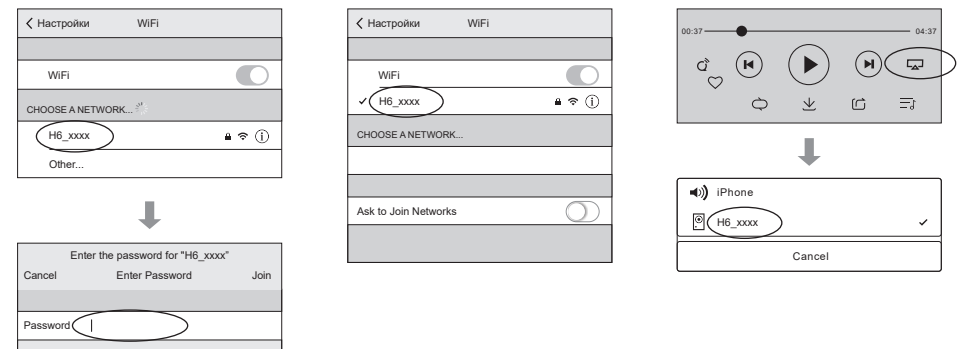 Настройки WiFi
WiFi
CHOOSE A NETWORK...
H6_xxxx
Other...
Enter the password for "H6_xxxx”
Cancel Enter Password Join
Password
Настройки WiFi
WiFi
H6_xxxx
CHOOSE A NETWORK...
Ask to Join Networks
00:37 04:37
iPhone
H6_xxxx
Cancel